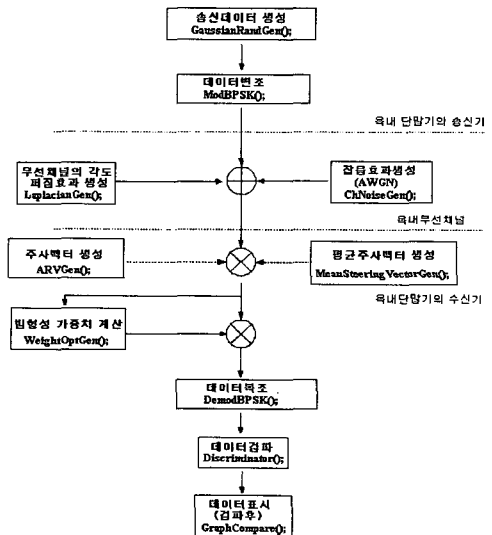 송신데이터 생성
GaussianRandGen();
데이터변조
ModBPSK();
옥내 단말기의 송신기
무선채널의 각도
퍼짐효과 생성
LaplacianGen();
잡음효과생성
(AWGN)
ChNoiseGen();
옥내무선채널
주사벡터 생성
ARVGen();
평균주사벡터 생성
MeanSteeringVectorGen();
옥내단말기의 수신기
빔형성 가중치 계산
WeightOptGen();
데이터복조
DemodBPSK();
데이터검파
Discriminator();
데이터표시
(검파후)
GraphCompare();